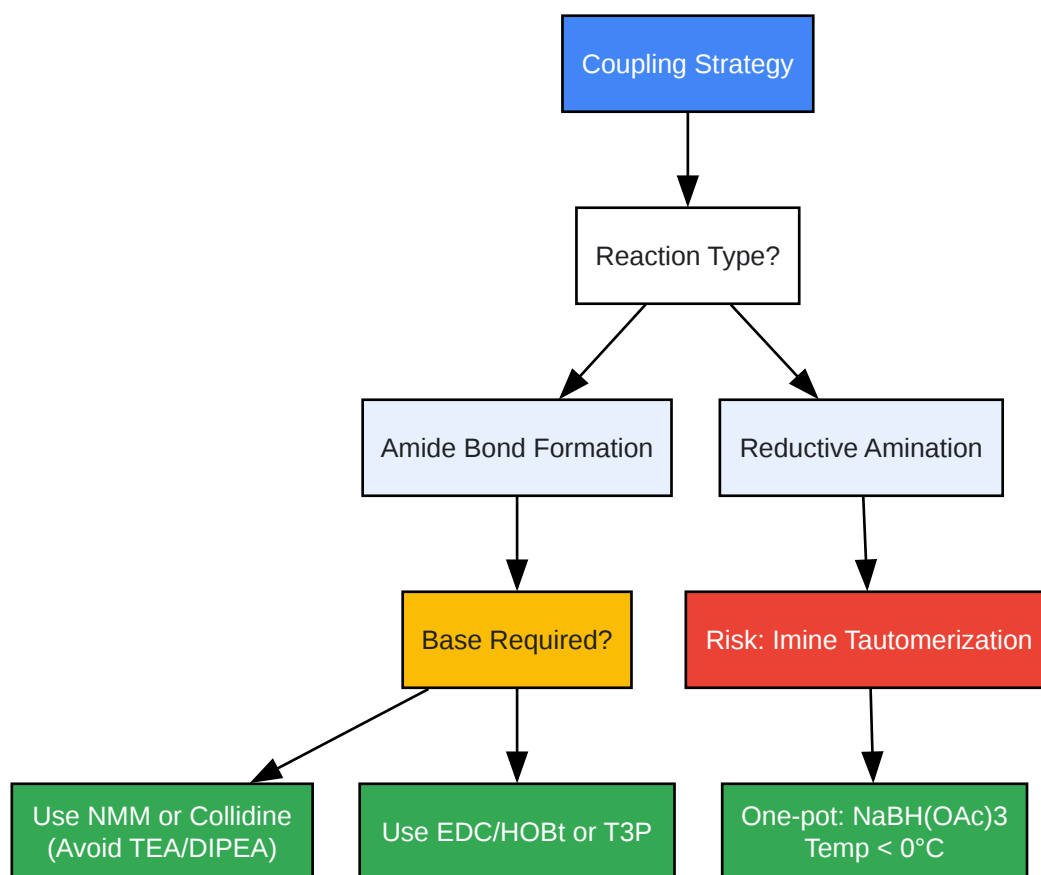 Coupling Strategy
Reaction Type?
Amide Bond Formation
Reductive Amination
Base Required?
Risk: Imine Tautomerization
Use NMM or Collidine
(Avoid TEA/DIPEA)
Use EDC/HOBt or T3P
One-pot: NaBH(OAc)3
Temp < 0°C